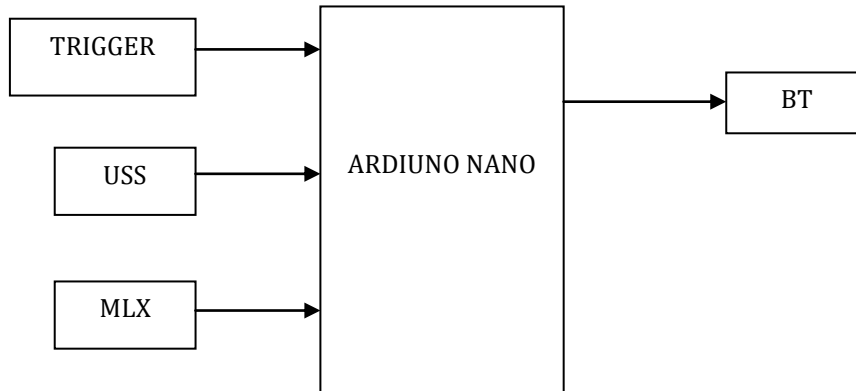 TRIGGER
BT
USS
ARDIUNO NANO
MLX